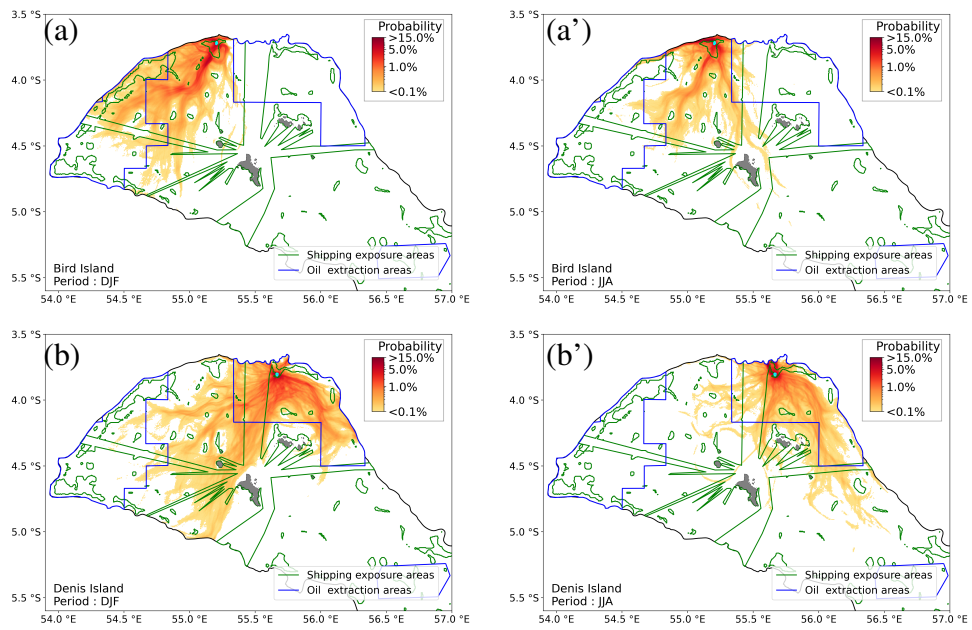 (a)
3.5 °S
4.0 °S
4.5 °S
5.0 °S
5.5 °S
54.0 °E
54.5 °E
55.0 °E
55.5 °E
56.0 °E
56.5 °E
57.0 °E
Probability
>15.0%
5.0%
1.0%
<0.1%
Shipping exposure areas
Oil extraction areas
Bird Island
Period : DJF
(a')
3.5 °S
4.0 °S
4.5 °S
5.0 °S
5.5 °S
54.0 °E
54.5 °E
55.0 °E
55.5 °E
56.0 °E
56.5 °E
57.0 °E
Probability
>15.0%
5.0%
1.0%
<0.1%
Shipping exposure areas
Oil extraction areas
Bird Island
Period : JJA
(b)
3.5 °S
4.0 °S
4.5 °S
5.0 °S
5.5 °S
54.0 °E
54.5 °E
55.0 °E
55.5 °E
56.0 °E
56.5 °E
57.0 °E
Probability
>15.0%
5.0%
1.0%
<0.1%
Shipping exposure areas
Oil extraction areas
Denis Island
Period : DJF
(b')
3.5 °S
4.0 °S
4.5 °S
5.0 °S
5.5 °S
54.0 °E
54.5 °E
55.0 °E
55.5 °E
56.0 °E
56.5 °E
57.0 °E
Probability
>15.0%
5.0%
1.0%
<0.1%
Shipping exposure areas
Oil extraction areas
Denis Island
Period : JJA